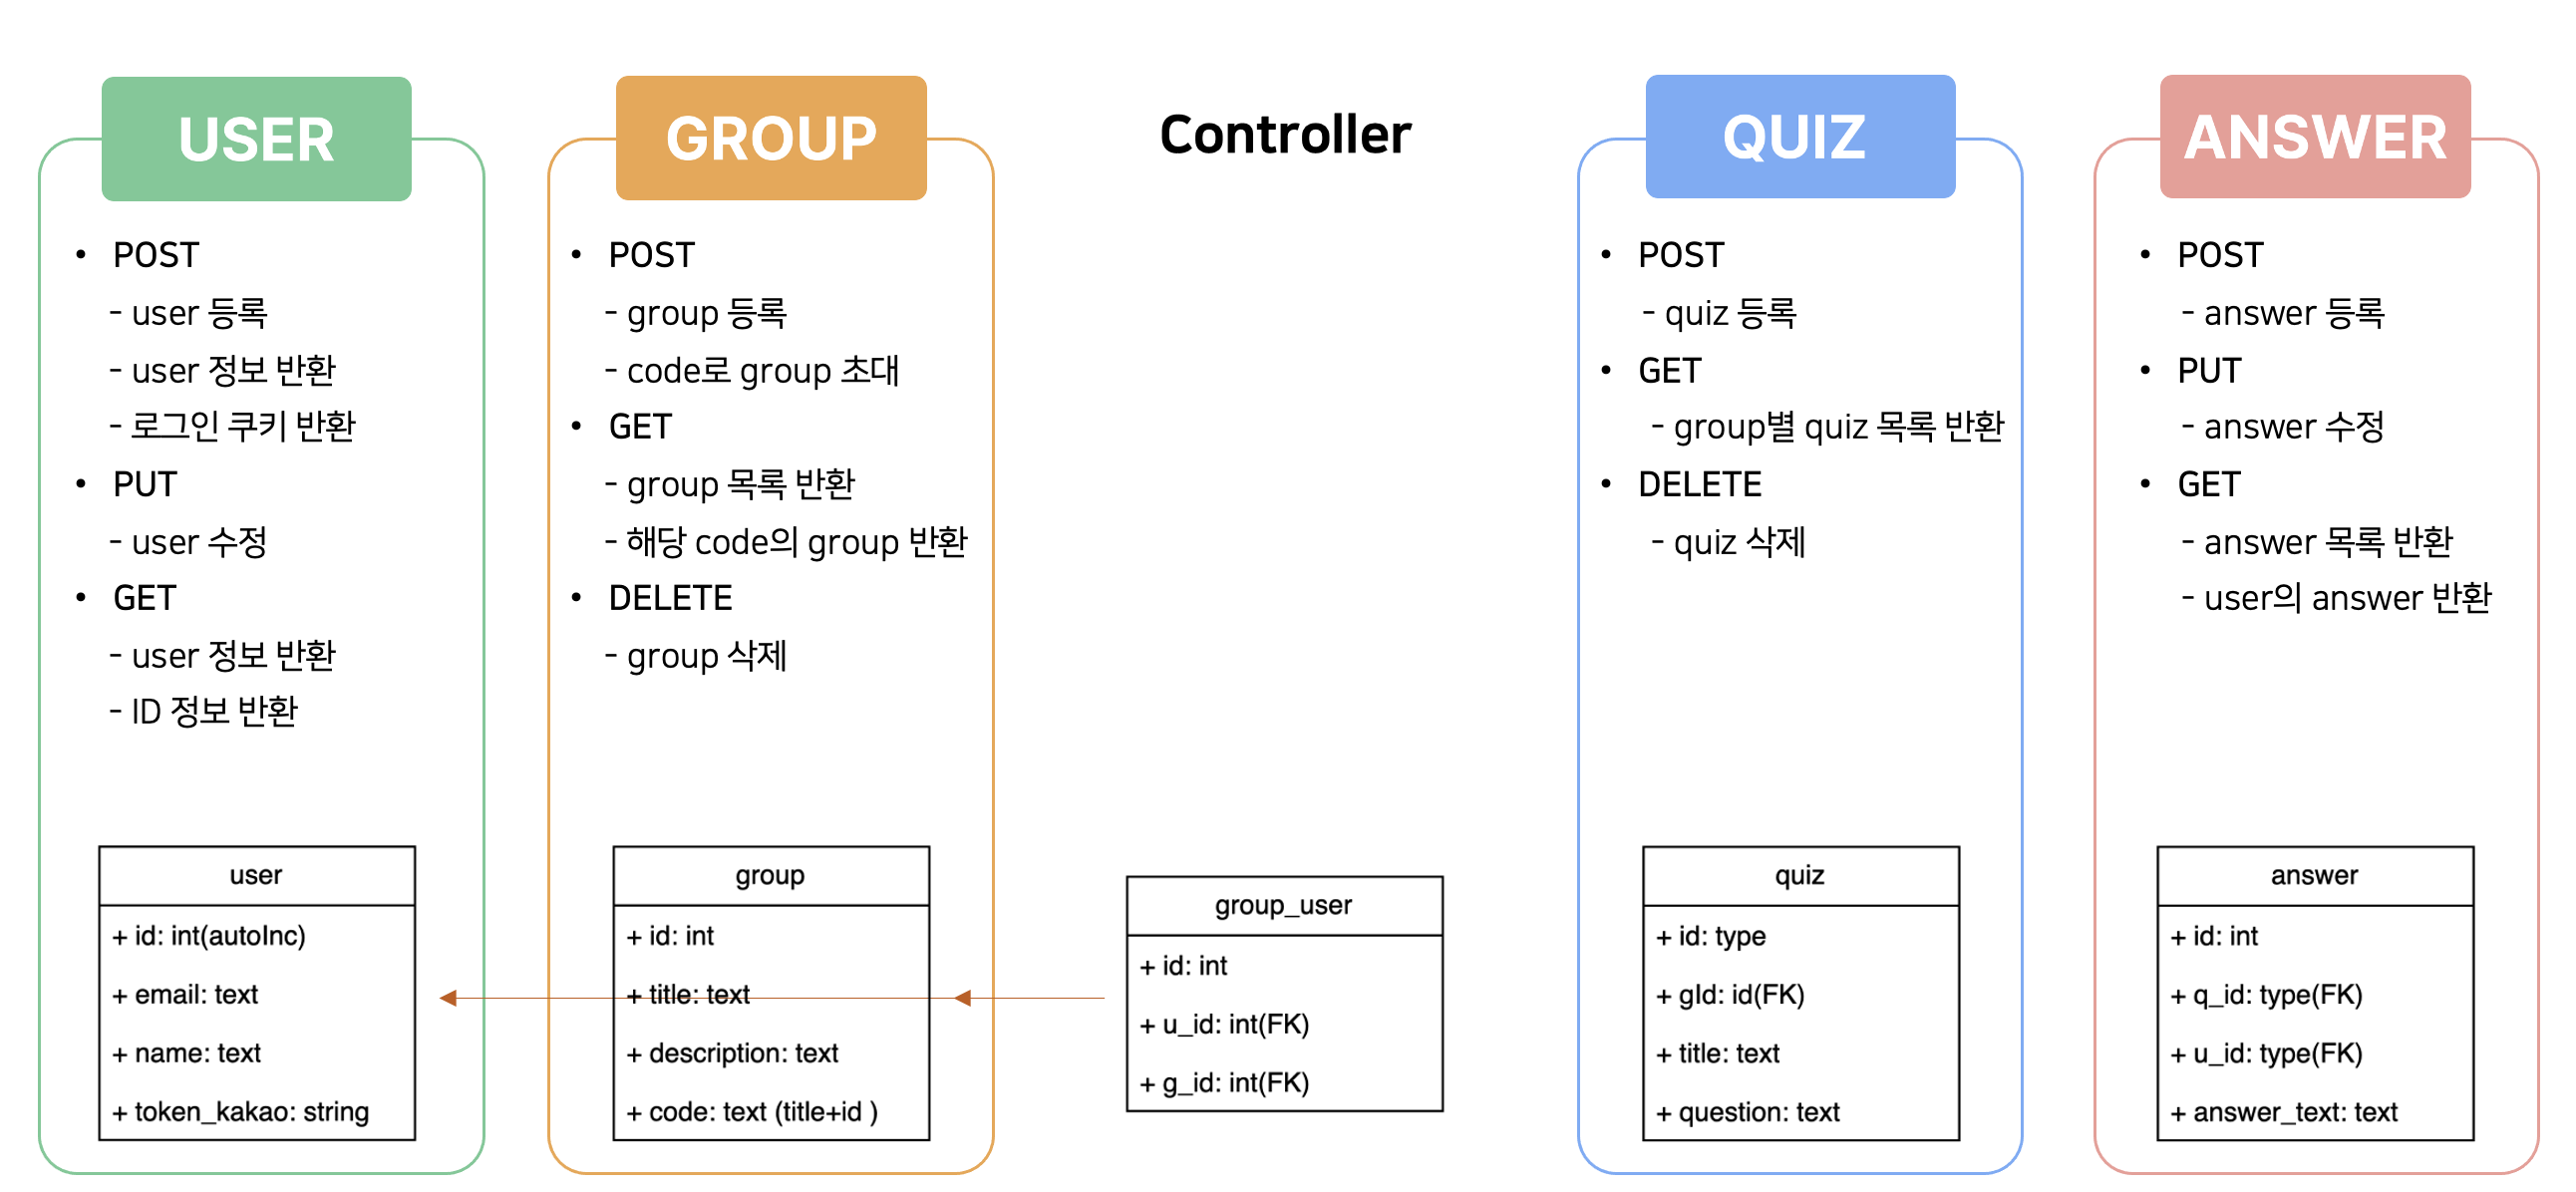 USER
• POST
- user 등록
- user 정보 반환
- 로그인 쿠키 반환
• PUT
- user 수정
• GET
- user 정보 반환
- ID 정보 반환
user
+ id: int(autoInc)
+ email: text
+ name: text
+ token_kakao: string
GROUP
• POST
- group 등록
- code로 group 초대
• GET
- group 목록 반환
- 해당 code의 group 반환
• DELETE
- group 삭제
group
+ id: int
+ title: text
+ description: text
+ code: text (title+id )
Controller
group_user
+ id: int
+ u_id: int(FK)
+ g_id: int(FK)
QUIZ
• POST
- quiz 등록
• GET
- group별 quiz 목록 반환
• DELETE
- quiz 삭제
quiz
+ id: type
+ gId: id(FK)
+ title: text
+ question: text
ANSWER
• POST
- answer 등록
• PUT
- answer 수정
• GET
- answer 목록 반환
- user의 answer 반환
answer
+ id: int
+ q_id: type(FK)
+ u_id: type(FK)
+ answer_text: text